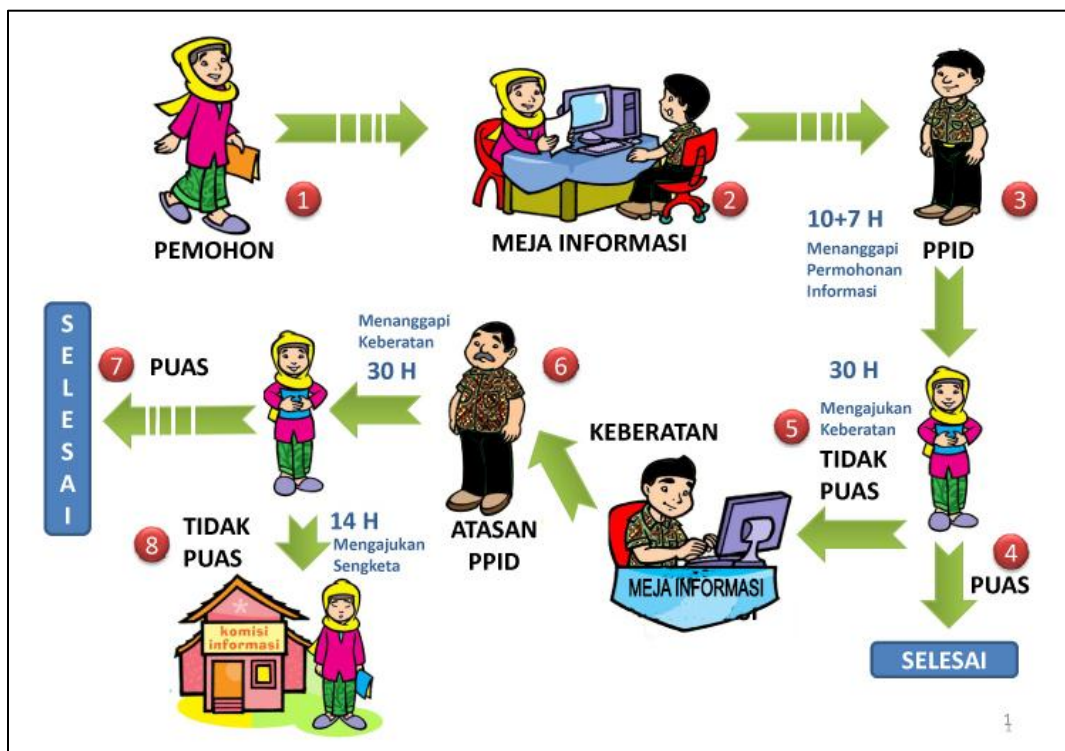 1
PEMOHON
2
MEJA INFORMASI
3
PPID
10+7 H
Menanggapi
Permohonan
Informasi
30 H
Mengajukan
Keberatan
5
TIDAK
PUAS
4
PUAS
SELESAI
KEBERATAN
MEJA INFORMASI
6
ATASAN
PPID
Menanggapi
Keberatan
30 H
7
PUAS
SELESAI
8
TIDAK
PUAS
14 H
Mengajukan
Sengketa
komisi
informasi